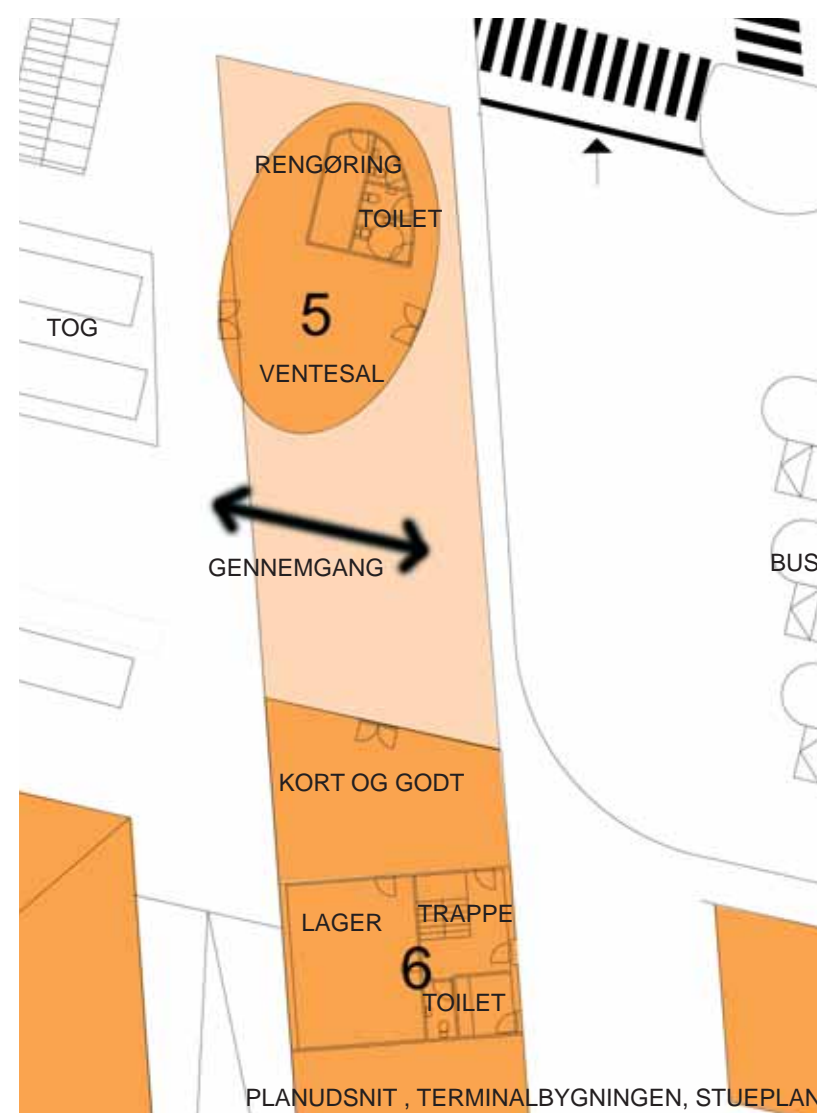 RENGØRING
TOILET
5
TOG
VENTESAL
GENNEMGANG
BUS
KORT OG GODT
LAGER
TRAPPE
6
TOILET
PLANUDSNIT , TERMINALBYGNINGEN, STUEPLAN